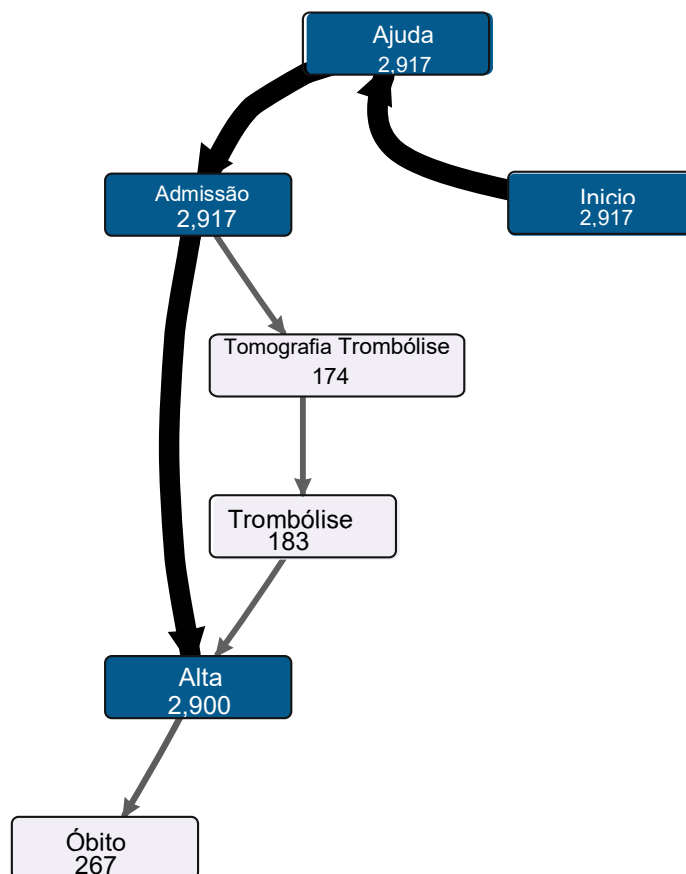 Ajuda
2,917
Admissão
2,917
Inicio
2,917
Tomografia Trombólise
174
Trombólise
183
Alta
2,900
Óbito
267